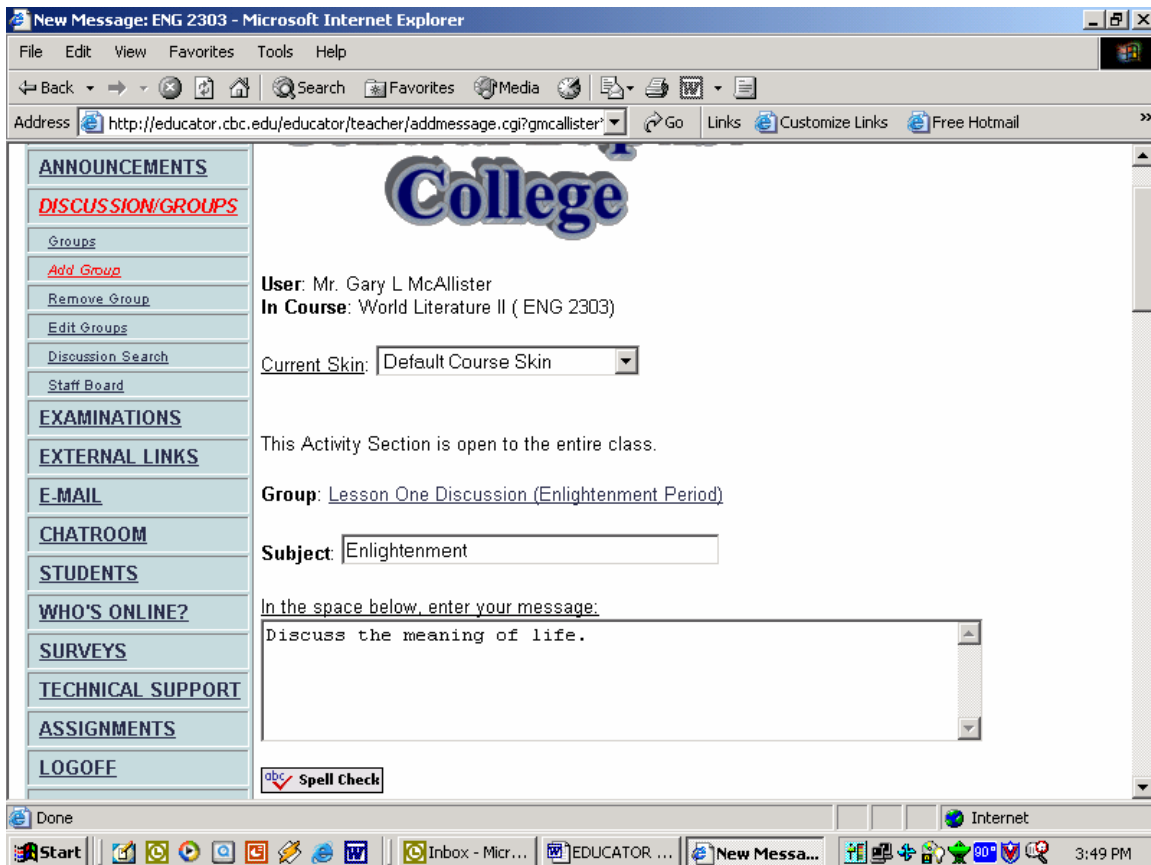 New Message: ENG 2303 - Microsoft Internet Explorer
File Edit View Favorites Tools Help
Back Search Favorites Media
Address http://educator.cbc.edu/educator/teacher/addmessage.cgi?gmcallister Go Links Customize Links Free Hotmail »
College
ANNOUNCEMENTS
DISCUSSION/GROUPS
Groups
Add Group
Remove Group
Edit Groups
Discussion Search
Staff Board
EXAMINATIONS
EXTERNAL LINKS
E-MAIL
CHATROOM
STUDENTS
WHO'S ONLINE?
SURVEYS
TECHNICAL SUPPORT
ASSIGNMENTS
LOGOFF
User: Mr. Gary L McAllister
In Course: World Literature II ( ENG 2303)
Current Skin: Default Course Skin
This Activity Section is open to the entire class.
Group: Lesson One Discussion (Enlightenment Period)
Subject: Enlightenment
In the space below, enter your message:
Discuss the meaning of life.
abc Spell Check
Done Internet
Start Inbox - Micr... EDUCATOR ... New Messa... 90° 3:49 PM